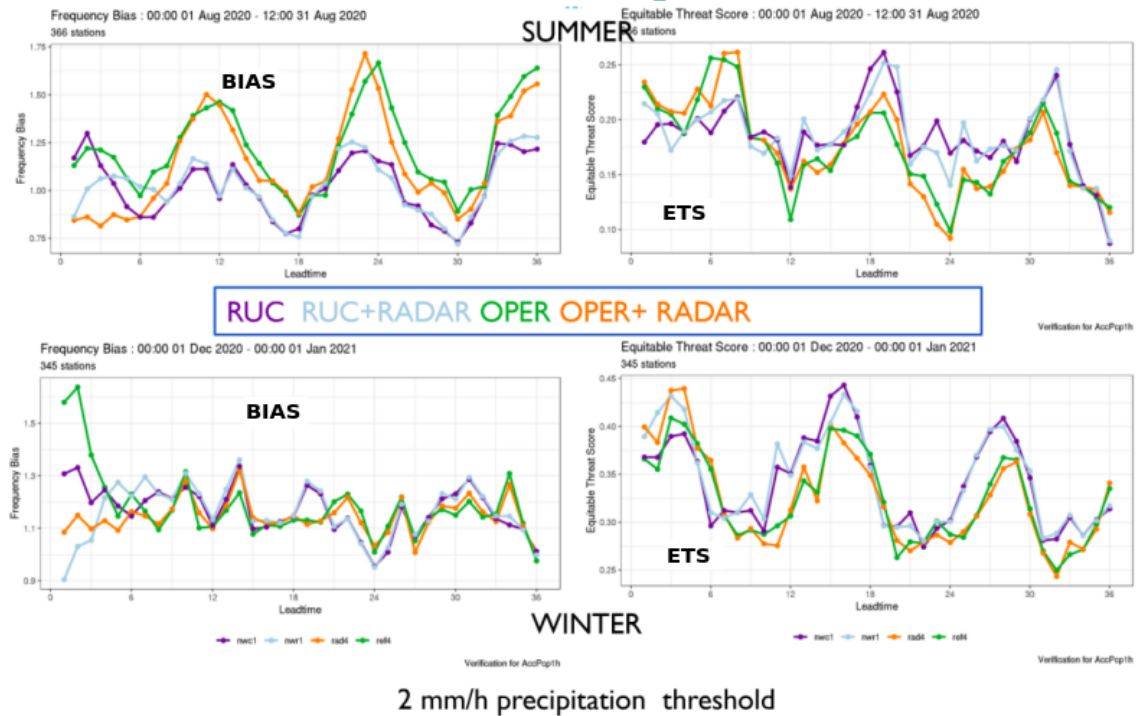 SUMMER
Frequency Bias : 00:00 01 Aug 2020 - 12:00 31 Aug 2020
366 stations
BIAS
1.75
1.50
1.25
1.00
0.75
Frequency Bias
0 6 12 18 24 30 36
Leadtime
Equitable Threat Score : 00:00 01 Aug 2020 - 12:00 31 Aug 2020
stations
ETS
0.25
0.20
0.15
0.10
Equitable Threat Score
0 6 12 18 24 30 36
Leadtime
RUC RUC+RADAR OPER OPER+ RADAR
Verification for AccPcp1h
Frequency Bias : 00:00 01 Dec 2020 - 00:00 01 Jan 2021
345 stations
BIAS
1.5
1.3
1.1
0.9
Frequency Bias
0 6 12 18 24 30 36
Leadtime
nwc1 nwr1 rad4 ref4
Verification for AccPcp1h
Equitable Threat Score : 00:00 01 Dec 2020 - 00:00 01 Jan 2021
345 stations
ETS
0.45
0.40
0.35
0.30
0.25
Equitable Threat Score
0 6 12 18 24 30 36
Leadtime
nwc1 nwr1 rad4 ref4
Verification for AccPcp1h
WINTER
2 mm/h precipitation threshold